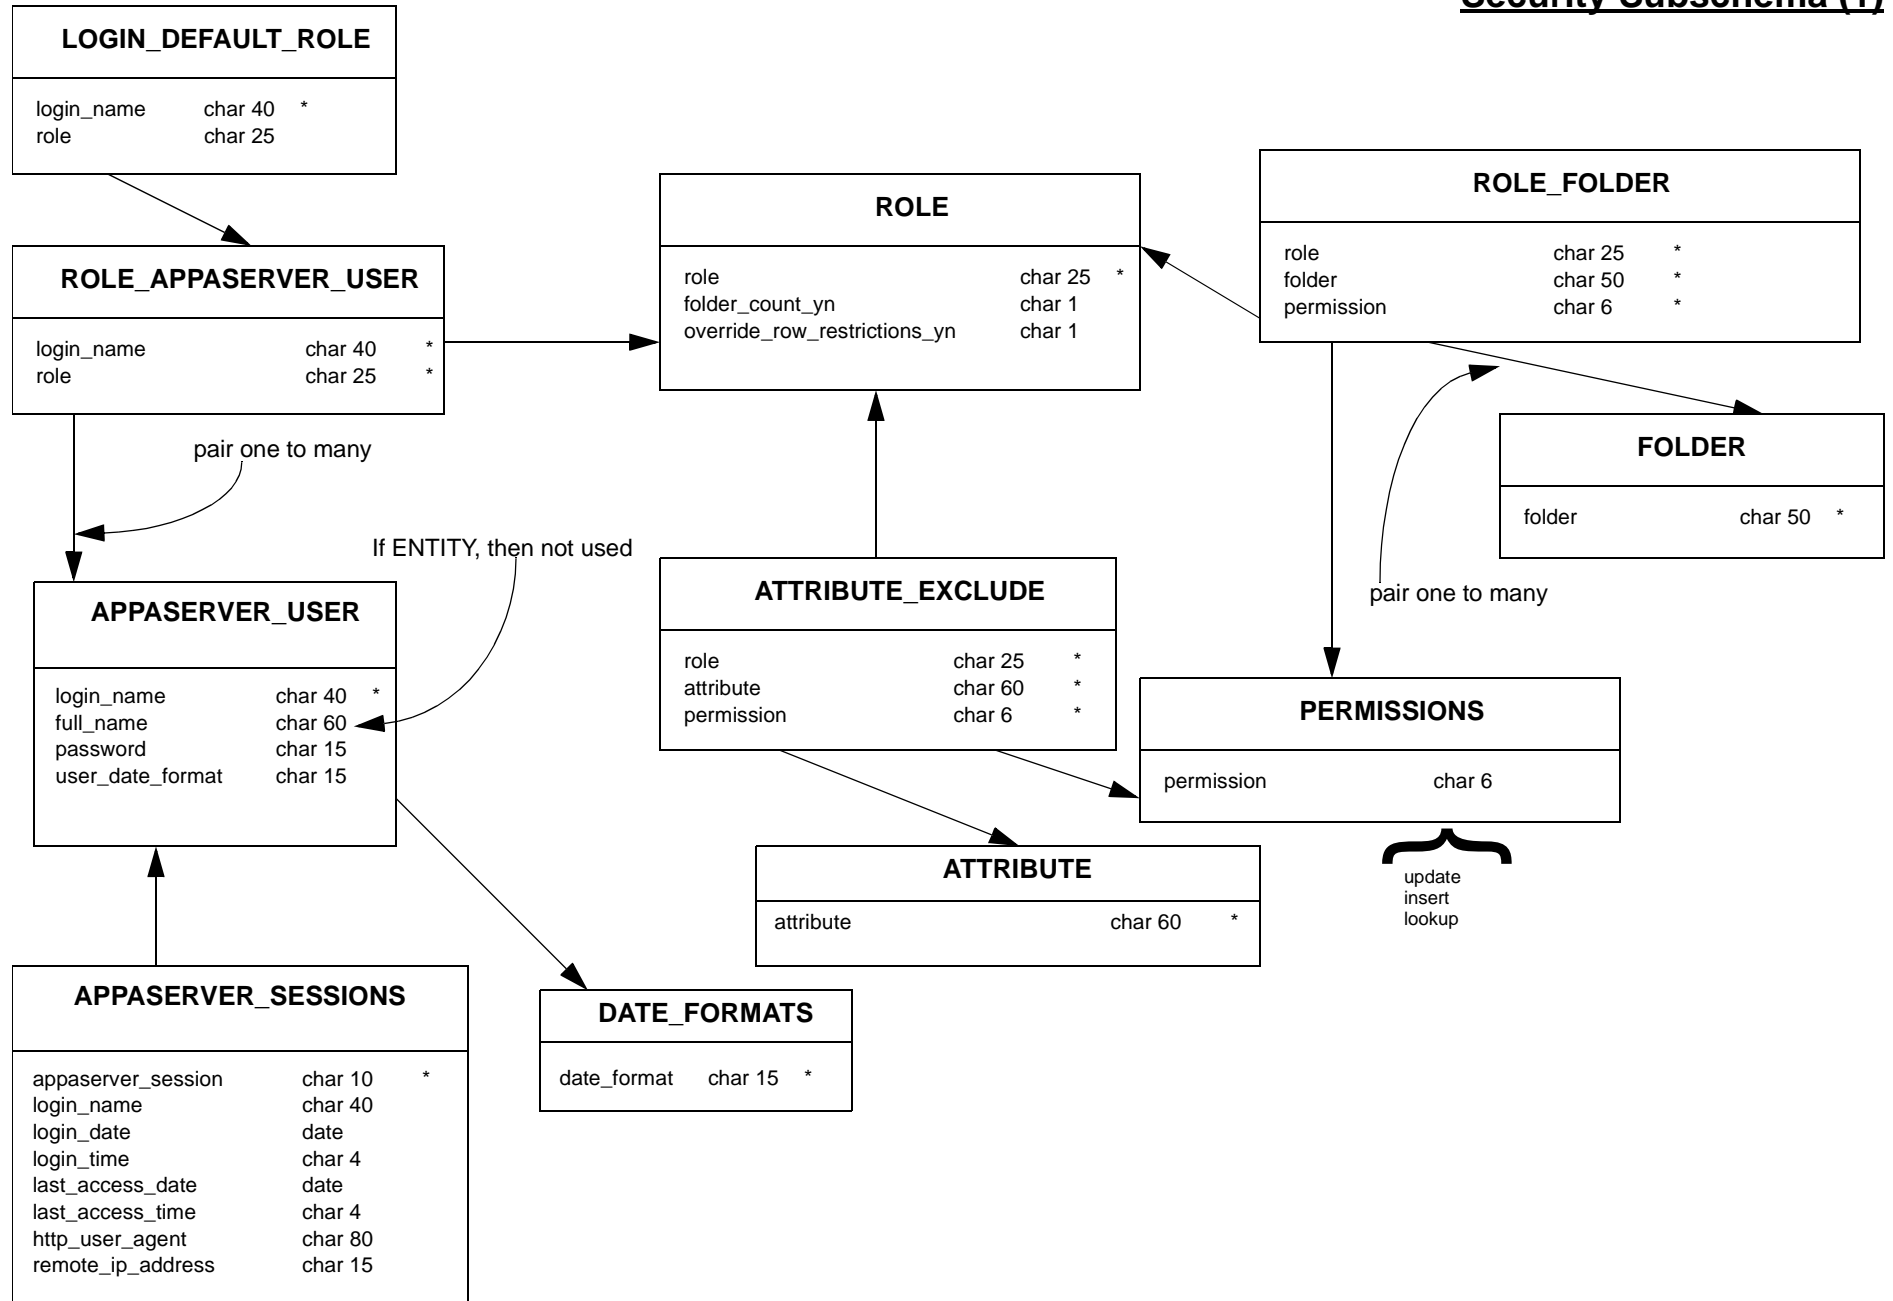 Security Subschema (1)
LOGIN_DEFAULT_ROLE
login_name char 40 *
role char 25
ROLE_APPASERVER_USER
login_name char 40 *
role char 25 *
pair one to many
If ENTITY, then not used
APPASERVER_USER
login_name char 40 *
full_name char 60
password char 15
user_date_format char 15
APPASERVER_SESSIONS
appaserver_session char 10 *
login_name char 40
login_date date
login_time char 4
last_access_date date
last_access_time char 4
http_user_agent char 80
remote_ip_address char 15
ROLE
role char 25 *
folder_count_yn char 1
override_row_restrictions_yn char 1
ATTRIBUTE_EXCLUDE
role char 25 *
attribute char 60 *
permission char 6 *
ATTRIBUTE
attribute char 60 *
DATE_FORMATS
date_format char 15 *
ROLE_FOLDER
role char 25 *
folder char 50 *
permission char 6 *
FOLDER
folder char 50 *
pair one to many
PERMISSIONS
permission char 6
update
insert
lookup